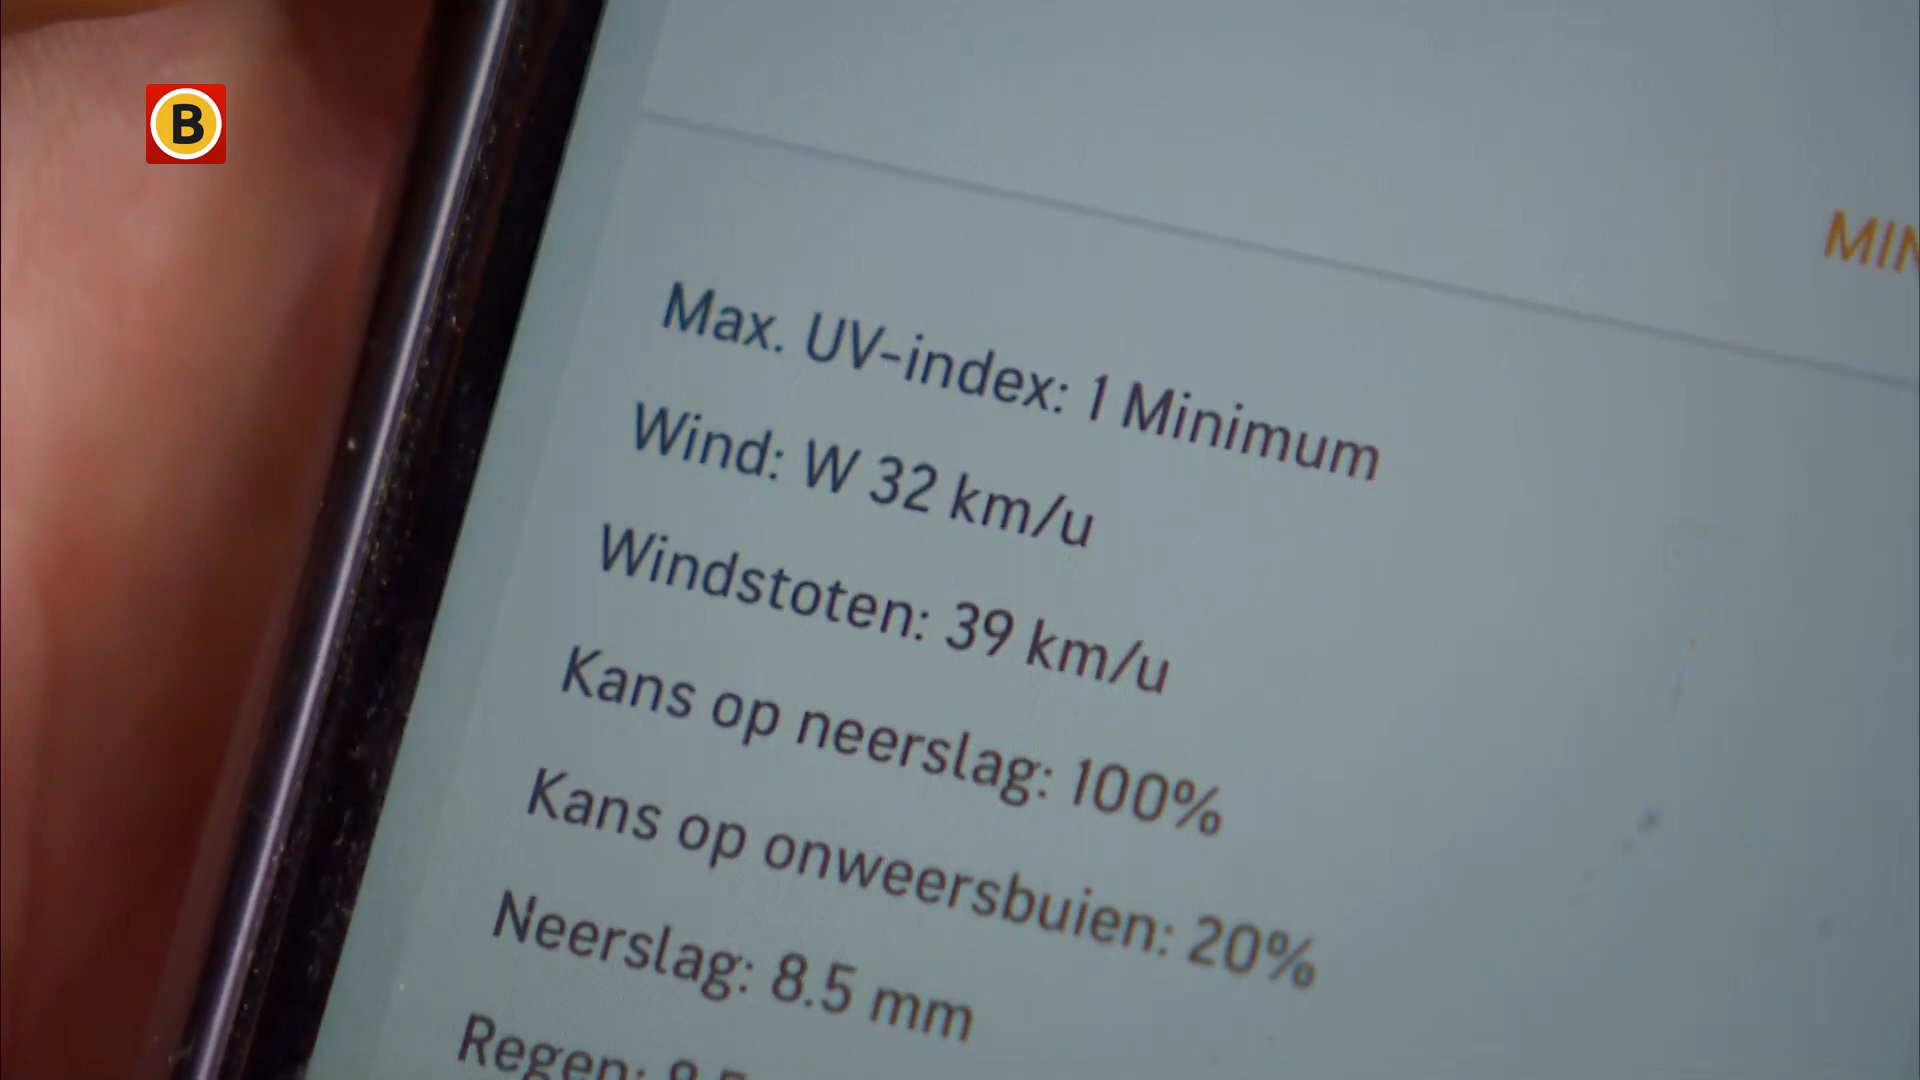 B
MIN
Max. UV-index: 1 Minimum
Wind: W 32 km/u
Windstoten: 39 km/u
Kans op neerslag: 100%
Kans op onweersbuien: 20%
Neerslag: 8.5 mm
Regen: